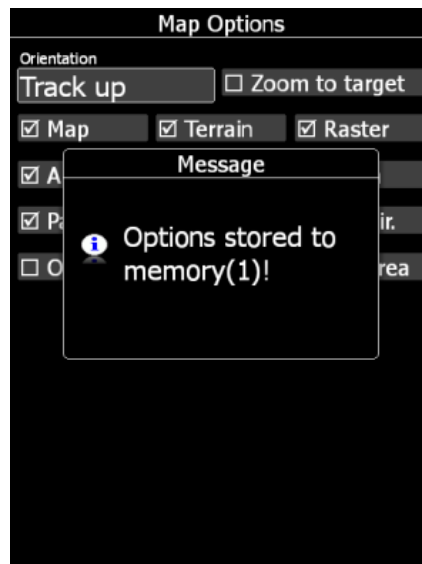 Map Options
Orientation
Track up
Zoom to target
Map Terrain Raster
Message
Options stored to
memory(1)!